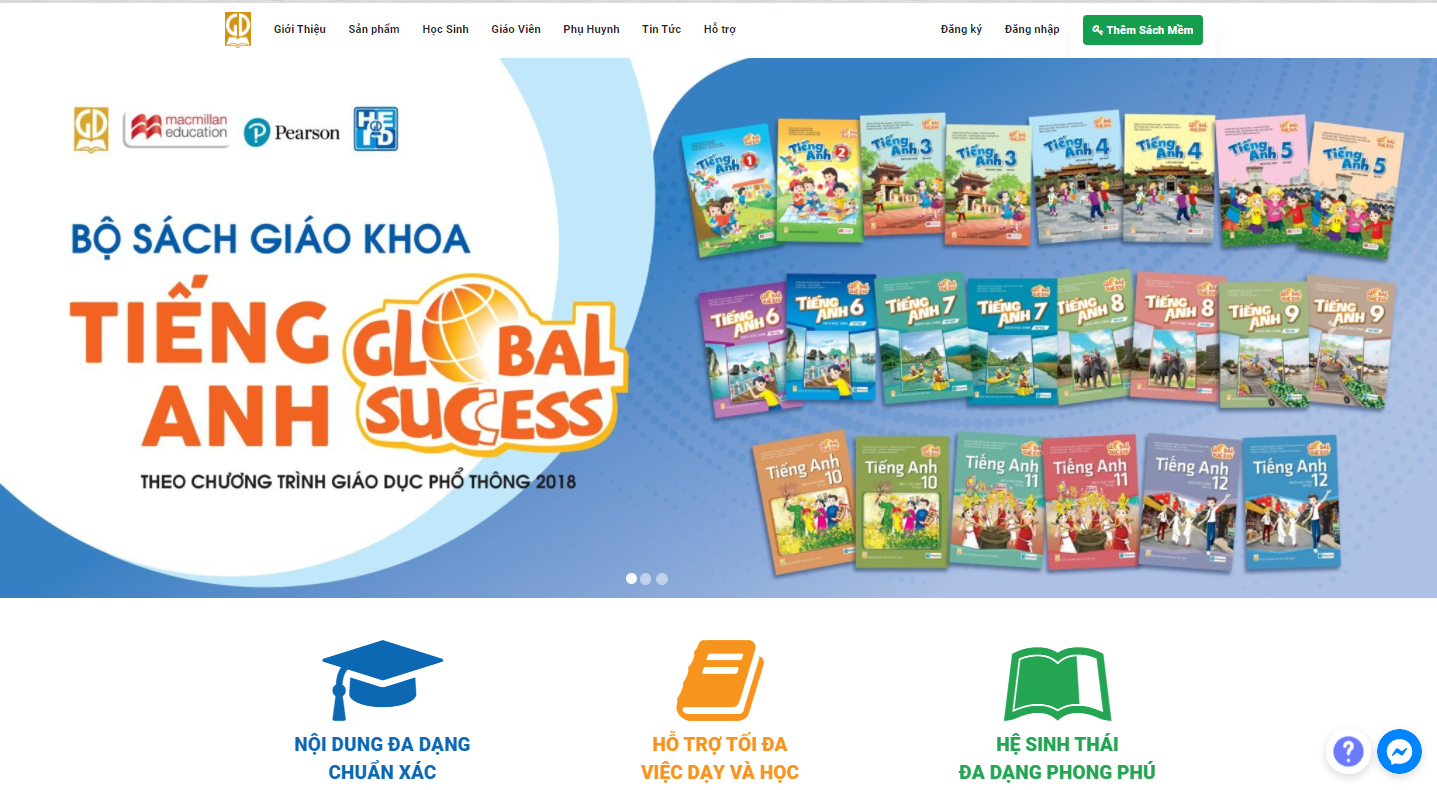 GD
Giới Thiệu
Sản phẩm
Học Sinh
Giáo Viên
Phụ Huynh
Tin Tức
Hỗ trợ
Đăng ký
Đăng nhập
Thêm Sách Mềm
GD
macmillan
education
Pearson
BỘ SÁCH GIÁO KHOA
TIẾNG
ANH
GLOBAL
SUCCESS
THEO CHƯƠNG TRÌNH GIÁO DỤC PHỔ THÔNG 2018
Tiếng Anh 1
Tiếng Anh 2
Tiếng Anh 3
Tiếng Anh 3
Tiếng Anh 4
Tiếng Anh 4
Tiếng Anh 5
Tiếng Anh 5
TIẾNG ANH 6
TIẾNG ANH 6
TIẾNG ANH 7
TIẾNG ANH 7
TIẾNG ANH 8
TIẾNG ANH 8
TIẾNG ANH 9
TIẾNG ANH 9
Tiếng Anh 10
Tiếng Anh 10
Tiếng Anh 11
Tiếng Anh 11
Tiếng Anh 12
Tiếng Anh 12
NỘI DUNG ĐA DẠNG
CHUẨN XÁC
HỖ TRỢ TỐI ĐA
VIỆC DẠY VÀ HỌC
HỆ SINH THÁI
ĐA DẠNG PHONG PHÚ
?